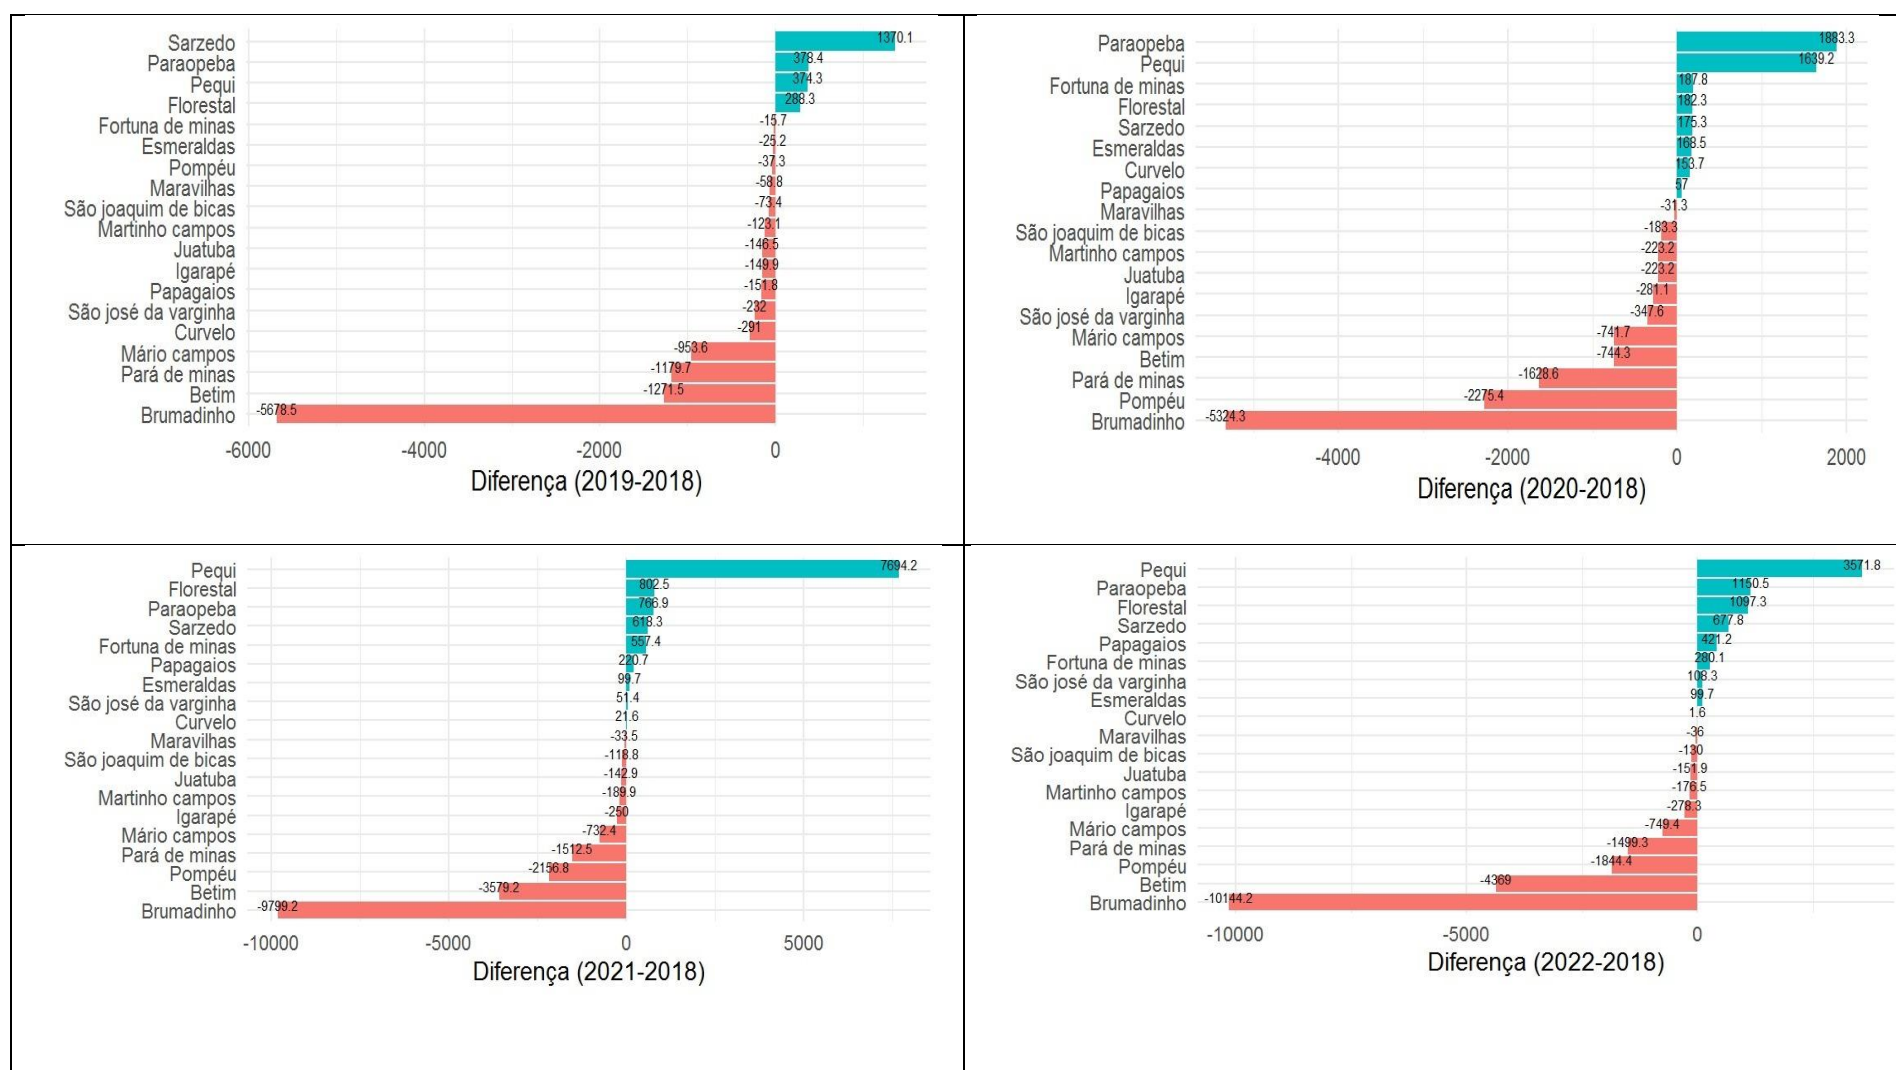 Sarzedo 1370.1
Paraopeba 378.4
Pequi 374.3
Florestal 288.3
Fortuna de minas -15.7
Esmeraldas -25.2
Pompéu -37.3
Maravilhas -58.8
São joaquim de bicas -73.4
Martinho campos -123.1
Juatuba -146.5
Igarapé -149.9
Papagaios -151.8
São josé da varginha -232
Curvelo -291
Mário campos -953.6
Pará de minas -1179.7
Betim -1271.5
Brumadinho -5678.5
-6000 -4000 -2000 0
Diferença (2019-2018)
Paraopeba 1883.3
Pequi 1639.2
Fortuna de minas 187.8
Florestal 182.3
Sarzedo 175.3
Esmeraldas 168.5
Curvelo 153.7
Papagaios 57
Maravilhas -31.3
São joaquim de bicas -183.3
Martinho campos -223.2
Juatuba -223.2
Igarapé -281.1
São josé da varginha -347.6
Mário campos -741.7
Betim -744.3
Pará de minas -1628.6
Pompéu -2275.4
Brumadinho -5324.3
-4000 -2000 0 2000
Diferença (2020-2018)
Pequi 7694.2
Florestal 802.5
Paraopeba 766.9
Sarzedo 618.3
Fortuna de minas 557.4
Papagaios 220.7
Esmeraldas 99.7
São josé da varginha 51.4
Curvelo 21.6
Maravilhas -33.5
São joaquim de bicas -118.8
Juatuba -142.9
Martinho campos -189.9
Igarapé -250
Mário campos -732.4
Pará de minas -1512.5
Pompéu -2156.8
Betim -3579.2
Brumadinho -9799.2
-10000 -5000 0 5000
Diferença (2021-2018)
Pequi 3571.8
Paraopeba 1150.5
Florestal 1097.3
Sarzedo 677.8
Papagaios 421.2
Fortuna de minas 280.1
São josé da varginha 108.3
Esmeraldas 99.7
Curvelo 1.6
Maravilhas -36
São joaquim de bicas -130
Juatuba -151.9
Martinho campos -176.5
Igarapé -278.3
Mário campos -749.4
Pará de minas -1499.3
Pompéu -1844.4
Betim -4369
Brumadinho -10144.2
-10000 -5000 0
Diferença (2022-2018)